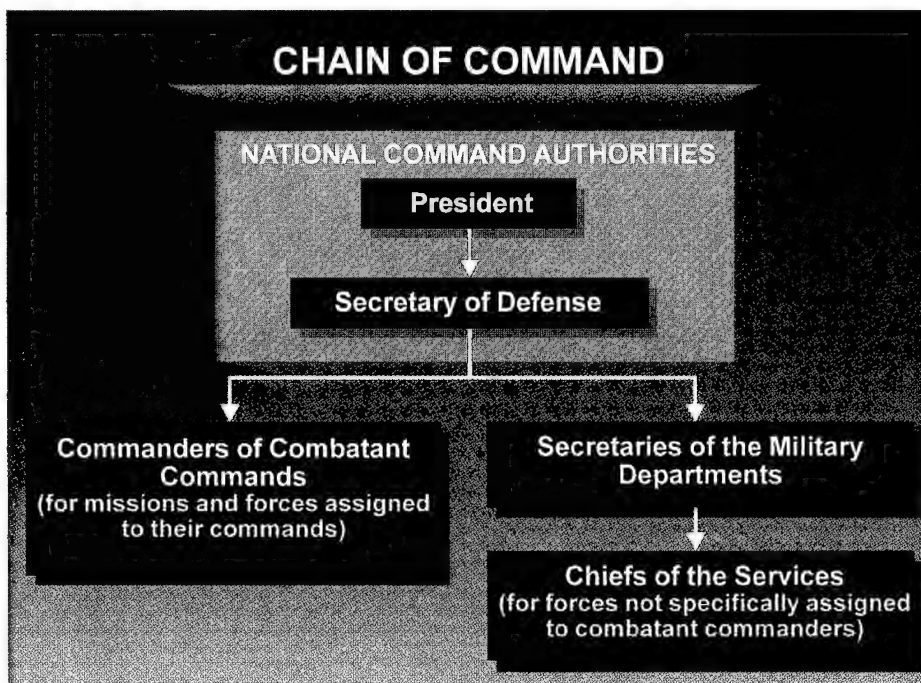 CHAIN OF COMMAND
NATIONAL COMMAND AUTHORITIES
President
Secretary of Defense
Commanders of Combatant
Commands
(for missions and forces assigned
to their commands)
Secretaries of the Military
Departments
Chiefs of the Services
(for forces not specifically assigned
to combatant commanders)